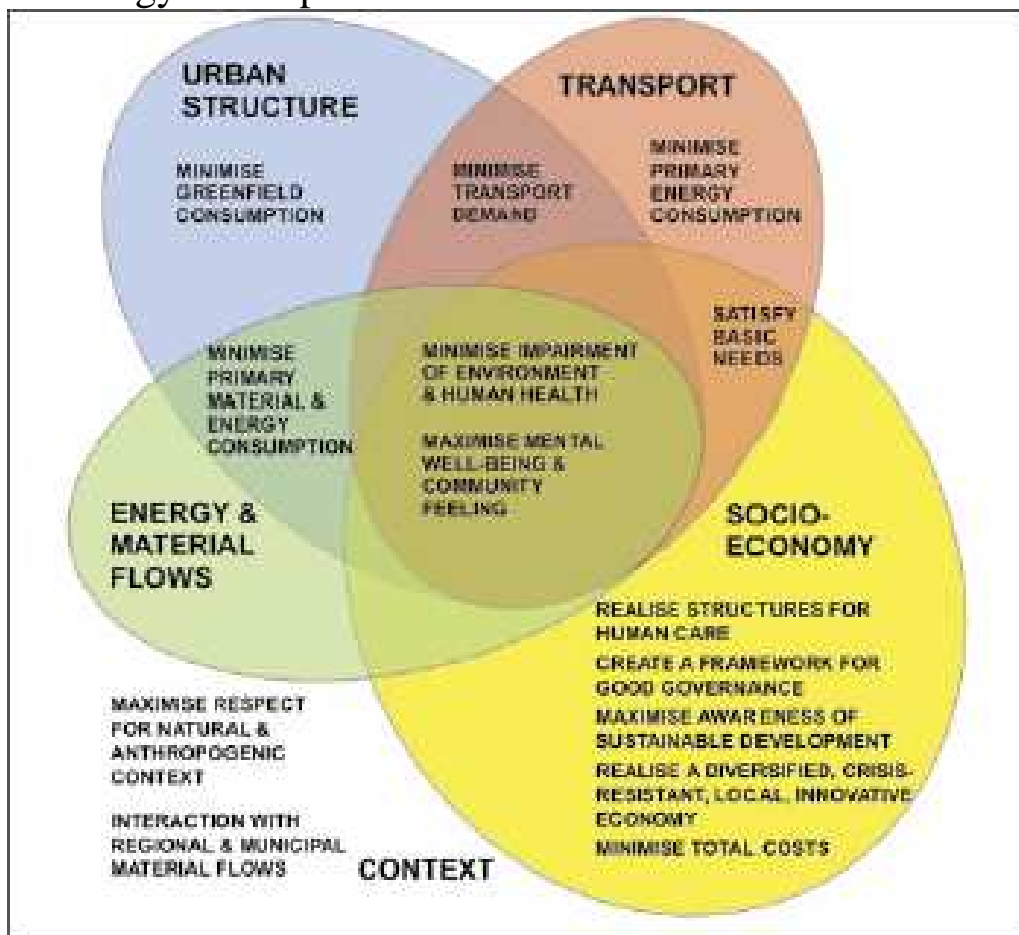 URBAN
STRUCTURE
TRANSPORT
MINIMISE
GREENFIELD
CONSUMPTION
MINIMISE
TRANSPORT
DEMAND
MINIMISE
PRIMARY
ENERGY
CONSUMPTION
SATISFY
BASIC
NEEDS
MINIMISE
PRIMARY
MATERIAL &
ENERGY
CONSUMPTION
MINIMISE IMPAIRMENT
OF ENVIRONMENT
& HUMAN HEALTH
MAXIMISE MENTAL
WELL-BEING &
COMMUNITY
FEELING
ENERGY &
MATERIAL
FLOWS
SOCIO-
ECONOMY
REALISE STRUCTURES FOR
HUMAN CARE
CREATE A FRAMEWORK FOR
GOOD GOVERNANCE
MAXIMISE AWARENESS OF
SUSTAINABLE DEVELOPMENT
REALISE A DIVERSIFIED, CRISIS-
RESISTANT, LOCAL, INNOVATIVE
ECONOMY
MINIMISE TOTAL COSTS
MAXIMISE RESPECT
FOR NATURAL &
ANTHROPOGENIC
CONTEXT
INTERACTION WITH
REGIONAL & MUNICIPAL
MATERIAL FLOWS
CONTEXT